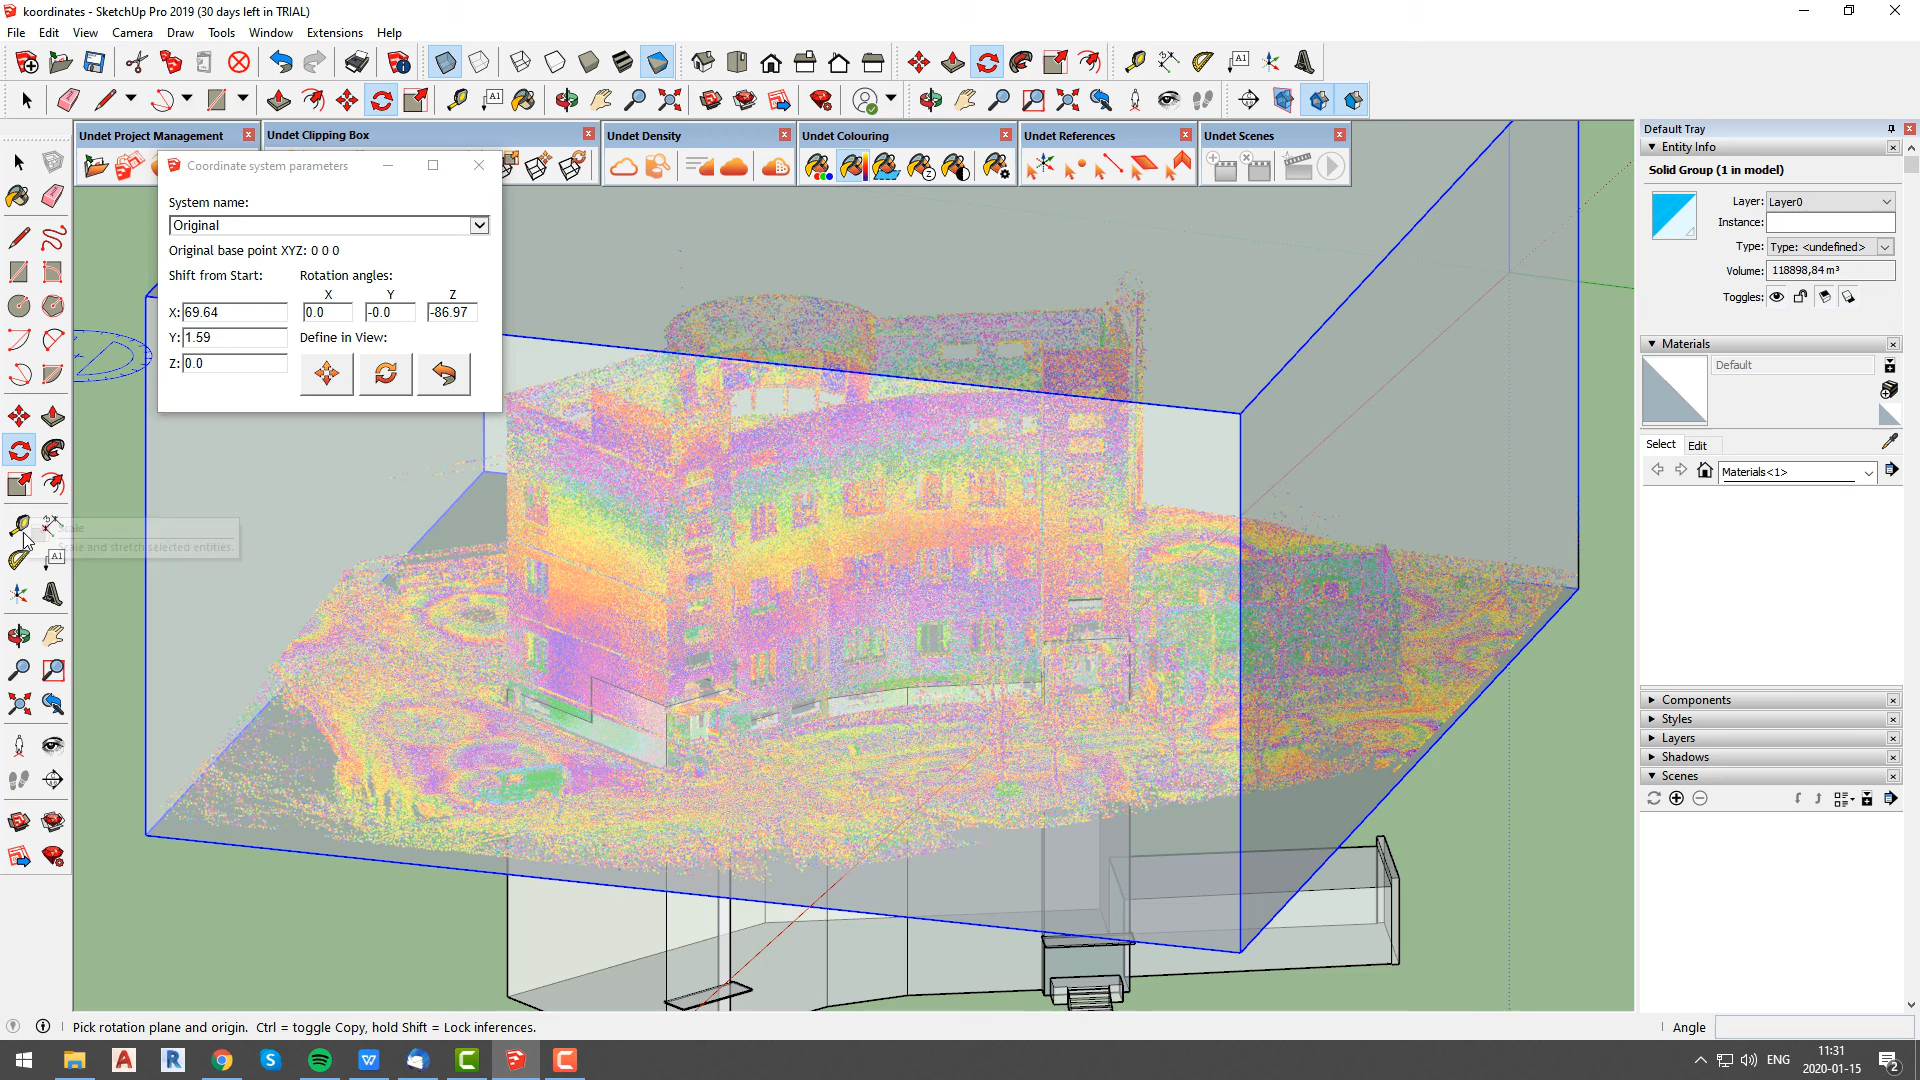 koordinates - SketchUp Pro 2019 (30 days left in TRIAL)
File Edit View Camera Draw Tools Window Extensions Help
A1
A1
Undet Project Management
Undet Clipping Box
Undet Density
Undet Colouring
Undet References
Undet Scenes
Coordinate system parameters
System name:
Original
Original base point XYZ: 0 0 0
Shift from Start:
Rotation angles:
X Y Z
X: 69.64
0.0 -0.0 -86.97
Y: 1.59
Define in View:
Z: 0.0
Scale
Scale and stretch selected entities.
A1
Default Tray
Entity Info
Solid Group (1 in model)
Layer: Layer0
Instance:
Type: Type: <undefined>
Volume: 118898,84 m³
Toggles:
Materials
Default
Select Edit
Materials<1>
Components
Styles
Layers
Shadows
Scenes
Pick rotation plane and origin. Ctrl = toggle Copy, hold Shift = Lock inferences.
Angle
ENG
11:31
2020-01-15
2